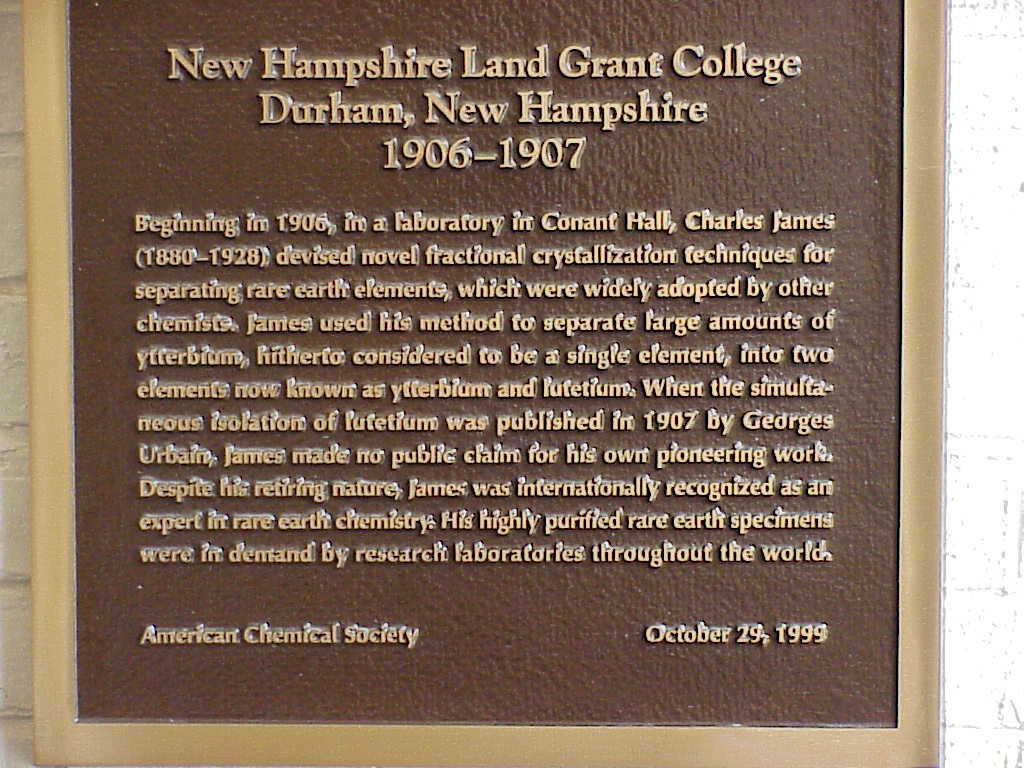 New Hampshire Land Grant College
Durham, New Hampshire
1906–1907
Beginning in 1906, in a laboratory in Conant Hall, Charles James
(1880–1928) devised novel fractional crystallization techniques for
separating rare earth elements, which were widely adopted by other
chemists. James used his method to separate large amounts of
ytterbium, hitherto considered to be a single element, into two
elements now known as ytterbium and lutetium. When the simulta-
neous isolation of lutetium was published in 1907 by Georges
Urbain, James made no public claim for his own pioneering work.
Despite his retiring nature, James was internationally recognized as an
expert in rare earth chemistry. His highly purified rare earth specimens
were in demand by research laboratories throughout the world.
American Chemical Society October 29, 1999